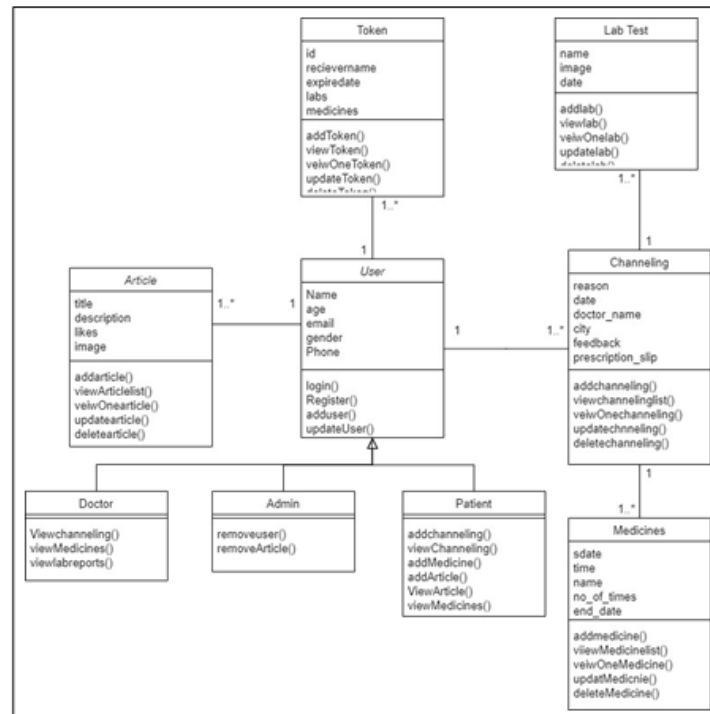 Token
id
recievername
expiredate
labs
medicines
addToken()
viewToken()
veiwOneToken()
updateToken()
deleteToken()
1..*
1
Lab Test
name
image
date
addlab()
viewlab()
veiwOnelab()
updatelab()
deletelab()
1..*
1
Article
title
description
likes
image
addarticle()
viewArticlelist()
veiwOnearticle()
updatearticle()
deletearticle()
1..*
1
User
Name
age
email
gender
Phone
login()
Register()
adduser()
updateUser()
1
1..*
Channeling
reason
date
doctor_name
city
feedback
prescription_slip
addchanneling()
viewchannelinglist()
veiwOnechanneling()
updatechnneling()
deletechanneling()
1
1..*
Doctor
Viewchanneling()
viewMedicines()
viewlabreports()
Admin
removeuser()
removeArticle()
Patient
addchanneling()
viewChanneling()
addMedicine()
addArticle()
ViewArticle()
viewMedicines()
Medicines
sdate
time
name
no_of_times
end_date
addmedicine()
viiewMedicinelist()
veiwOneMedicine()
updatMedicnie()
deleteMedicine()